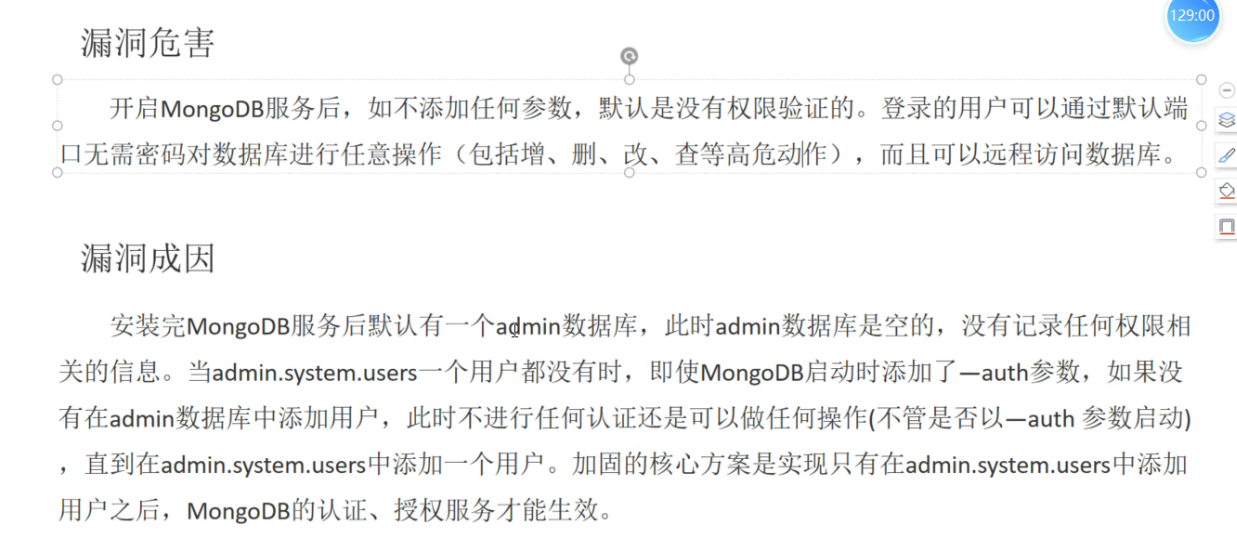 129:00
漏洞危害
开启MongoDB服务后，如不添加任何参数，默认是没有权限验证的。登录的用户可以通过默认端
口无需密码对数据库进行任意操作（包括增、删、改、查等高危动作），而且可以远程访问数据库。
漏洞成因
安装完MongoDB服务后默认有一个admin数据库，此时admin数据库是空的，没有记录任何权限相
关的信息。当admin.system.users一个用户都没有时，即使MongoDB启动时添加了—auth参数，如果没
有在admin数据库中添加用户，此时不进行任何认证还是可以做任何操作(不管是否以—auth 参数启动)
，直到在admin.system.users中添加一个用户。加固的核心方案是实现只有在admin.system.users中添加
用户之后，MongoDB的认证、授权服务才能生效。